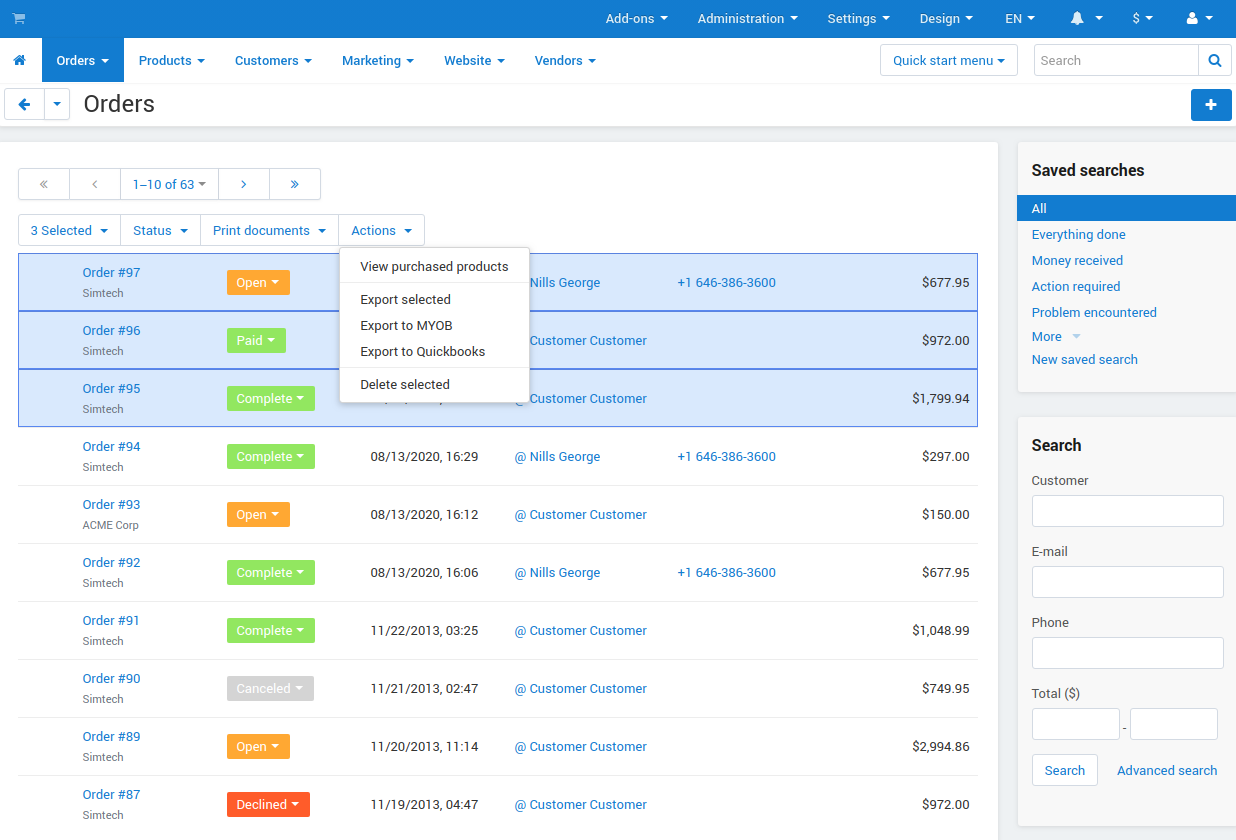 Add-ons Administration Settings Design EN $
Orders Products Customers Marketing Website Vendors Quick start menu Search
Orders
1–10 of 63
3 Selected Status Print documents Actions
View purchased products
Export selected
Export to MYOB
Export to Quickbooks
Delete selected
Order #97 Open Nills George +1 646-386-3600 $677.95
Simtech
Order #96 Paid Customer Customer $972.00
Simtech
Order #95 Complete @ Customer Customer $1,799.94
Simtech
Order #94 Complete 08/13/2020, 16:29 @ Nills George +1 646-386-3600 $297.00
Simtech
Order #93 Open 08/13/2020, 16:12 @ Customer Customer $150.00
ACME Corp
Order #92 Complete 08/13/2020, 16:06 @ Nills George +1 646-386-3600 $677.95
Simtech
Order #91 Complete 11/22/2013, 03:25 @ Customer Customer $1,048.99
Simtech
Order #90 Canceled 11/21/2013, 02:47 @ Customer Customer $749.95
Simtech
Order #89 Open 11/20/2013, 11:14 @ Customer Customer $2,994.86
Simtech
Order #87 Declined 11/19/2013, 04:47 @ Customer Customer $972.00
Simtech
Saved searches
All
Everything done
Money received
Action required
Problem encountered
More
New saved search
Search
Customer
E-mail
Phone
Total ($)
-
Search Advanced search